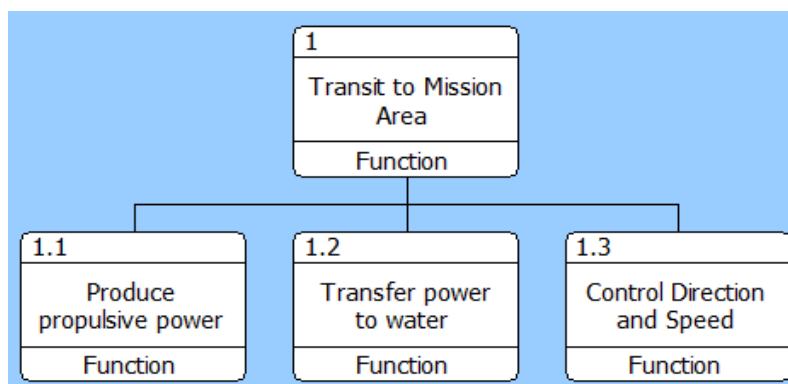 1
Transit to Mission
Area
Function
1.1
Produce
propulsive power
Function
1.2
Transfer power
to water
Function
1.3
Control Direction
and Speed
Function